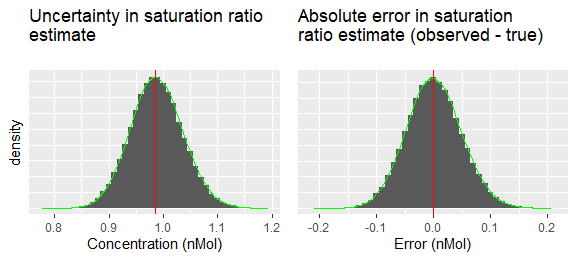 Uncertainty in saturation ratio
estimate
Absolute error in saturation
ratio estimate (observed - true)
density
0.8 0.9 1.0 1.1 1.2
Concentration (nMol)
-0.2 -0.1 0.0 0.1 0.2
Error (nMol)